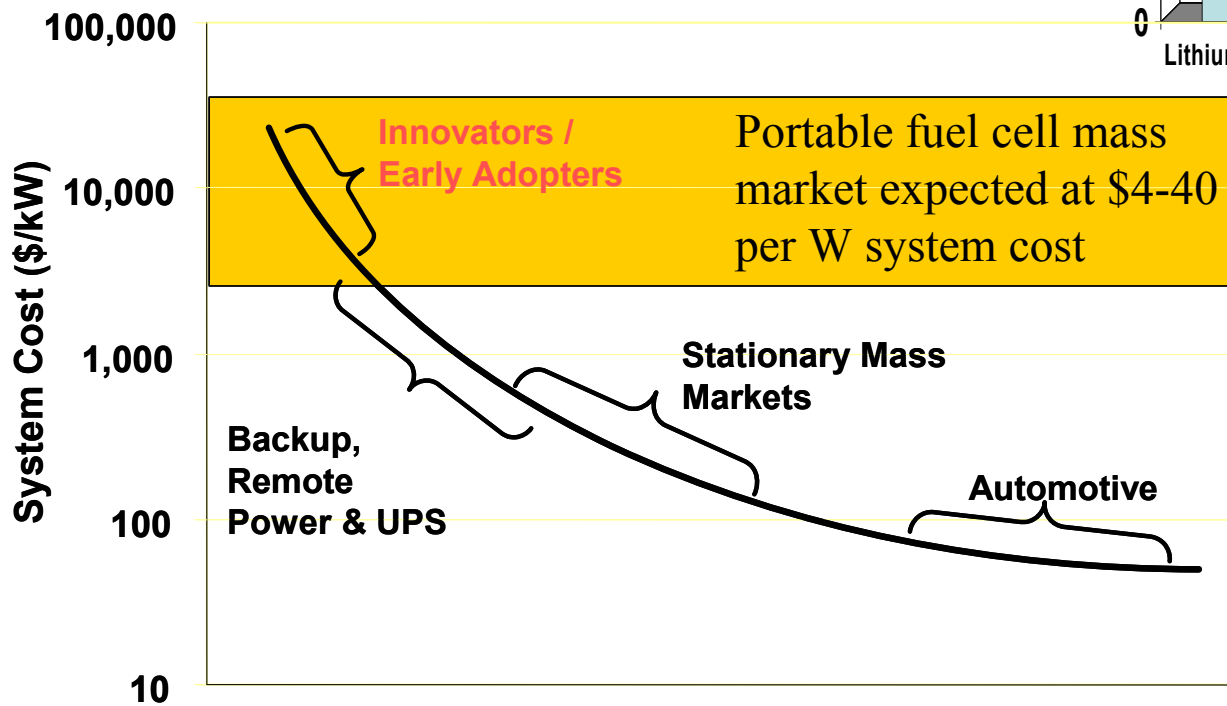 100,000
0
Lithiu
Innovators /
Early Adopters
Portable fuel cell mass
market expected at $4-40
per W system cost
System Cost ($/kW)
10,000
1,000
Stationary Mass
Markets
Backup,
Remote
Power & UPS
Automotive
100
10